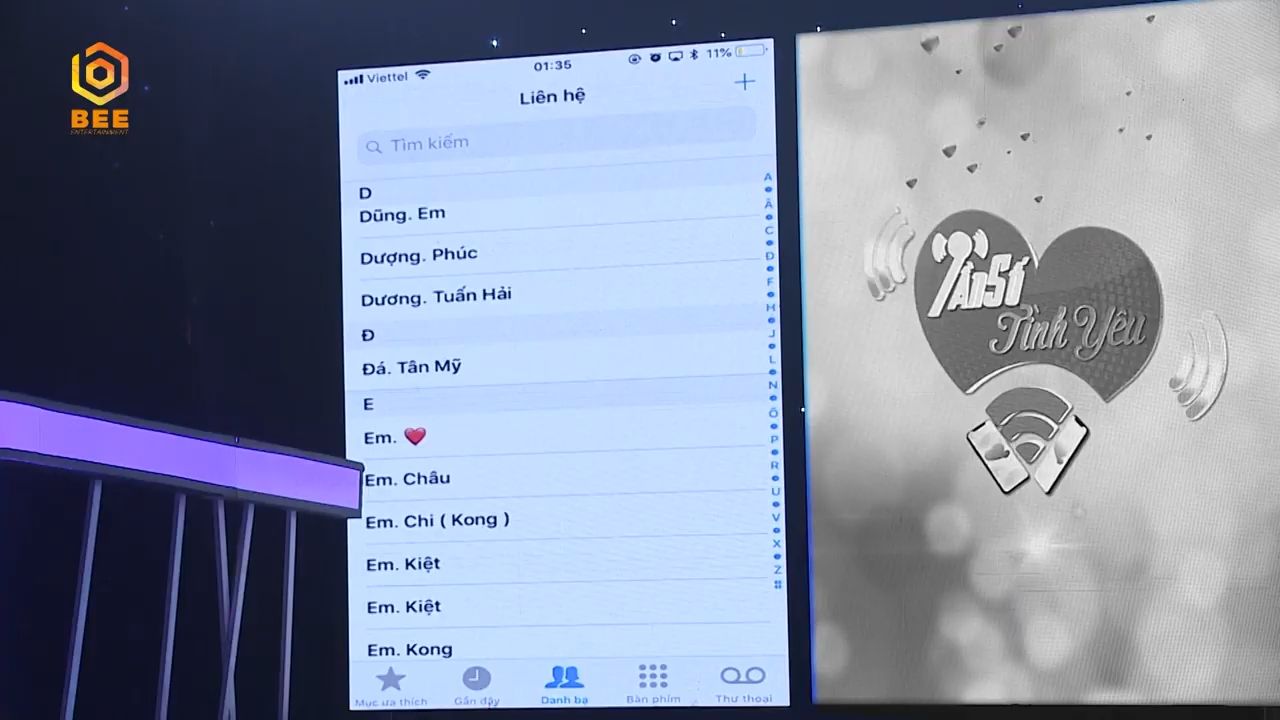 BEE
ENTERTAINMENT
Viettel
01:35
11%
Liên hệ
+
Tìm kiếm
D
Dũng. Em
Dượng. Phúc
Dương. Tuấn Hải
Đ
Đá. Tân Mỹ
E
Em. ❤️
Em. Châu
Em. Chi ( Kong )
Em. Kiệt
Em. Kiệt
Em. Kong
A
Ă
C
Đ
F
H
J
L
N
Ô
P
R
U
V
X
Z
#
Mục ưa thích
Gần đây
Danh bạ
Bàn phím
Thư thoại
Tần Số
Tình Yêu